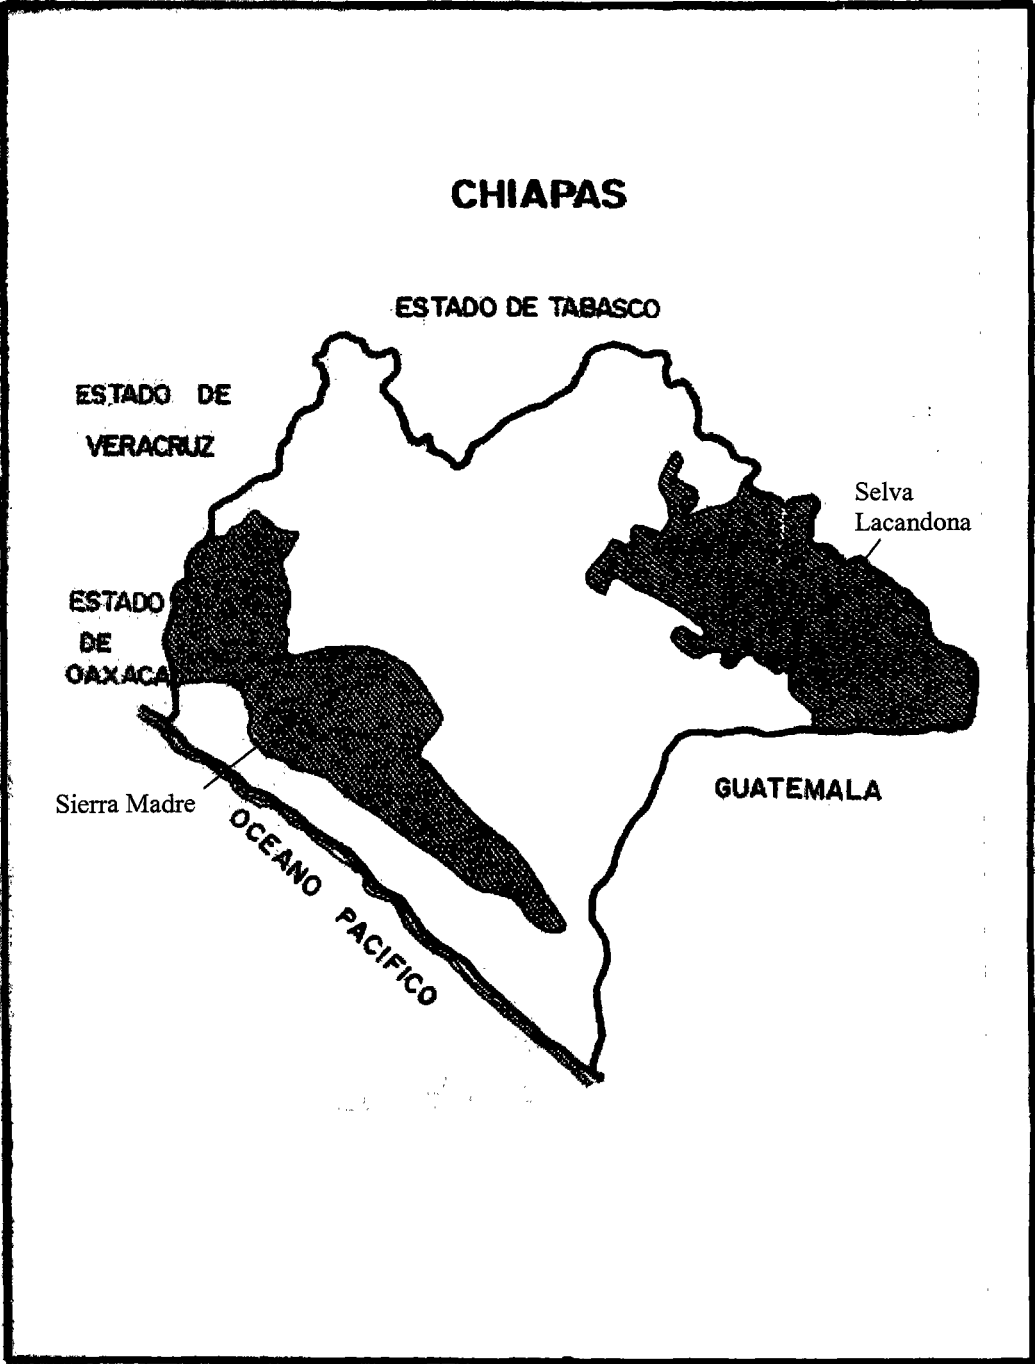 CHIAPAS
ESTADO DE TABASCO
ESTADO DE
VERACRUZ
Selva
Lacandona
ESTADO
DE
OAXACA
GUATEMALA
Sierra Madre
OCEANO PACIFICO